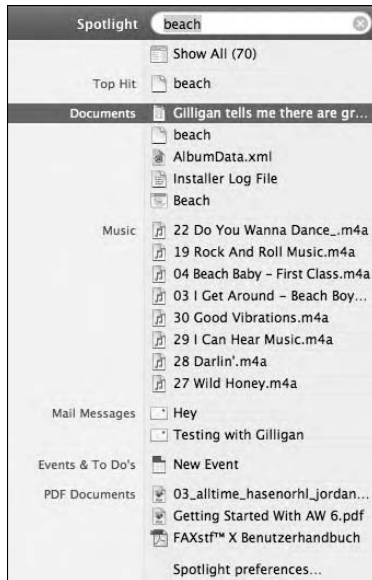 Spotlight beach
Show All (70)
Top Hit beach
Documents Gilligan tells me there are gr...
beach
AlbumData.xml
Installer Log File
Beach
Music 22 Do You Wanna Dance_.m4a
19 Rock And Roll Music.m4a
04 Beach Baby – First Class.m4a
03 I Get Around – Beach Boy...
30 Good Vibrations.m4a
29 I Can Hear Music.m4a
28 Darlin'.m4a
27 Wild Honey.m4a
Mail Messages Hey
Testing with Gilligan
Events & To Do's New Event
PDF Documents 03_alltime_hasenorhl_jordan...
Getting Started With AW 6.pdf
FAXstf™ X Benutzerhandbuch
Spotlight preferences...